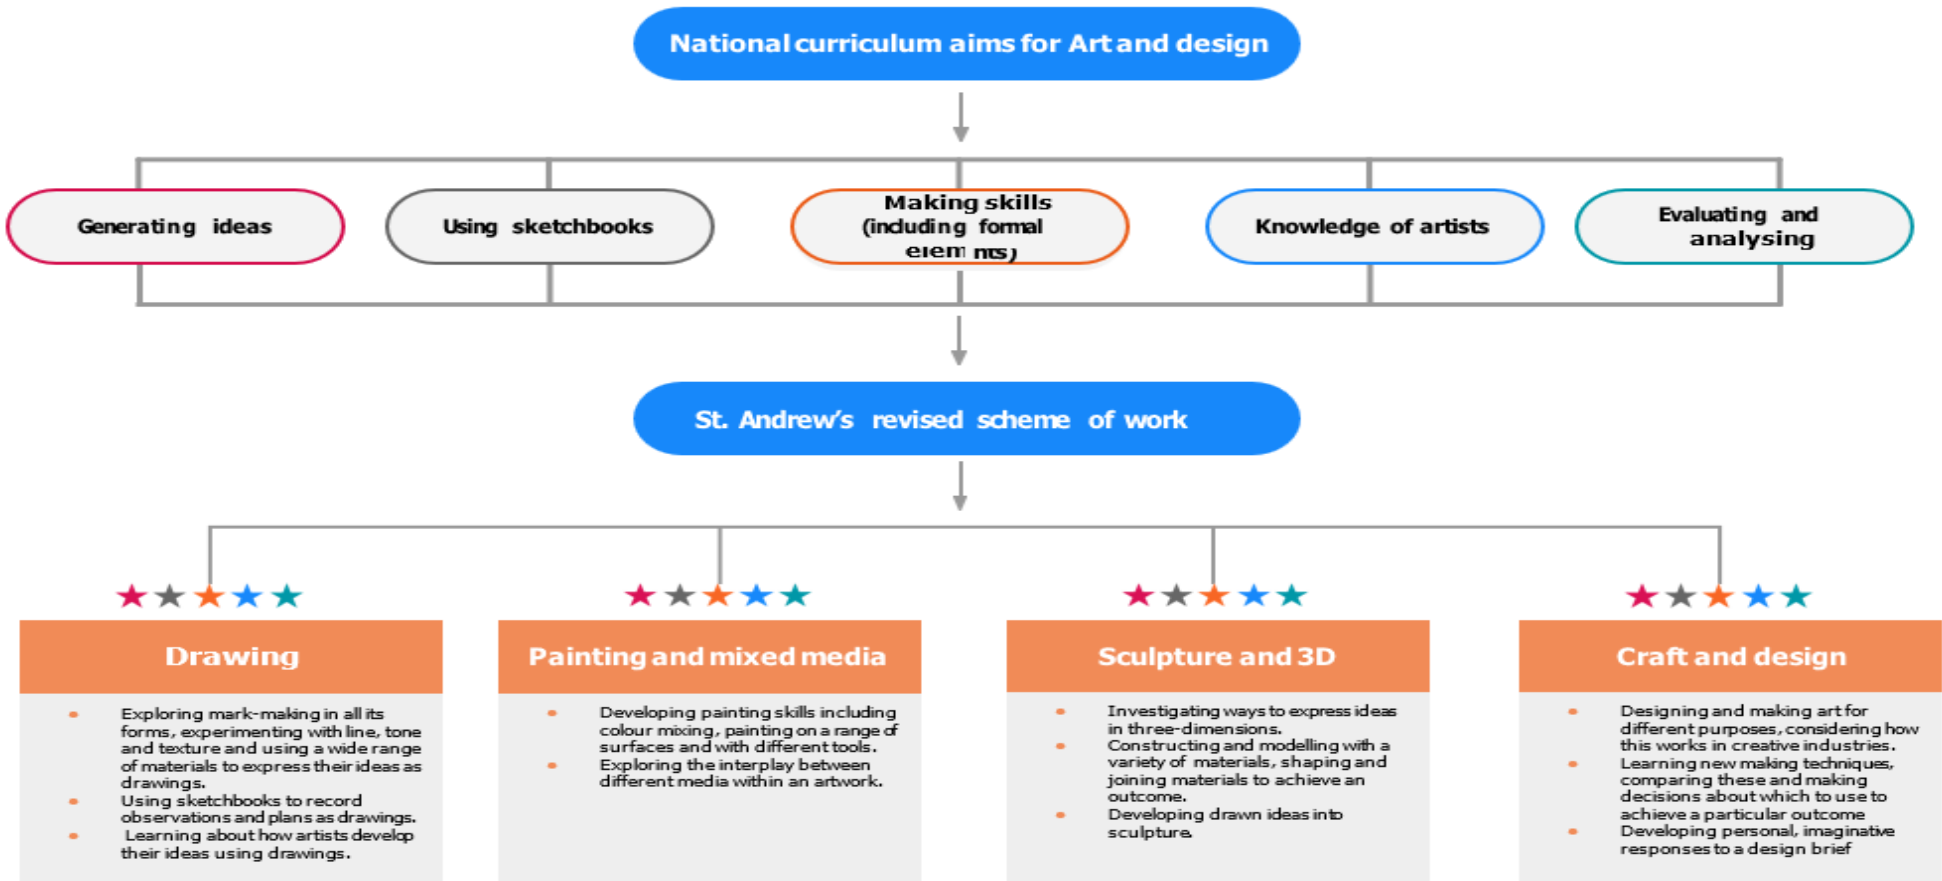 National curriculum aims for Art and design
Generating ideas
Using sketchbooks
Making skills
(including formal
elements)
Knowledge of artists
Evaluating and
analysing
St. Andrew’s revised scheme of work
Drawing
• Exploring mark-making in all its
forms, experimenting with line, tone
and texture and using a wide range
of materials to express their ideas as
drawings.
• Using sketchbooks to record
observations and plans as drawings.
• Learning about how artists develop
their ideas using drawings.
Painting and mixed media
• Developing painting skills including
colour mixing, painting on a range of
surfaces and with different tools.
• Exploring the interplay between
different media within an artwork.
Sculpture and 3D
• Investigating ways to express ideas
in three-dimensions.
• Constructing and modelling with a
variety of materials, shaping and
joining materials to achieve an
outcome.
• Developing drawn ideas into
sculpture.
Craft and design
• Designing and making art for
different purposes, considering how
this works in creative industries.
• Learning new making techniques,
comparing these and making
decisions about which to use to
achieve a particular outcome
• Developing personal, imaginative
responses to a design brief